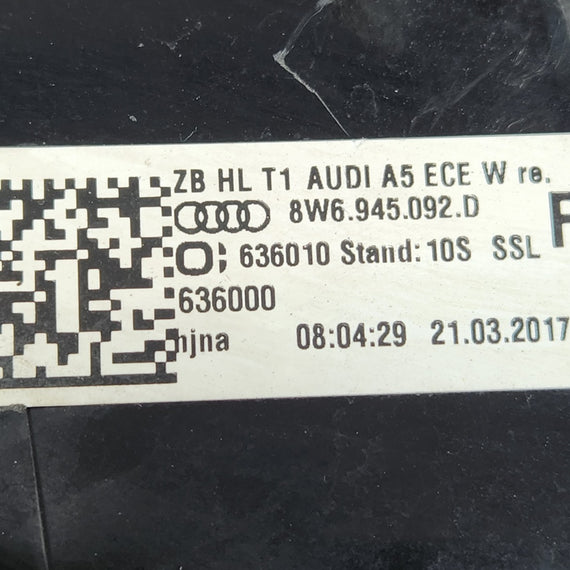 ZB HL T1 AUDI A5 ECE W re.
8W6.945.092.D
636010 Stand: 10S SSL
636000
njna 08:04:29 21.03.2017